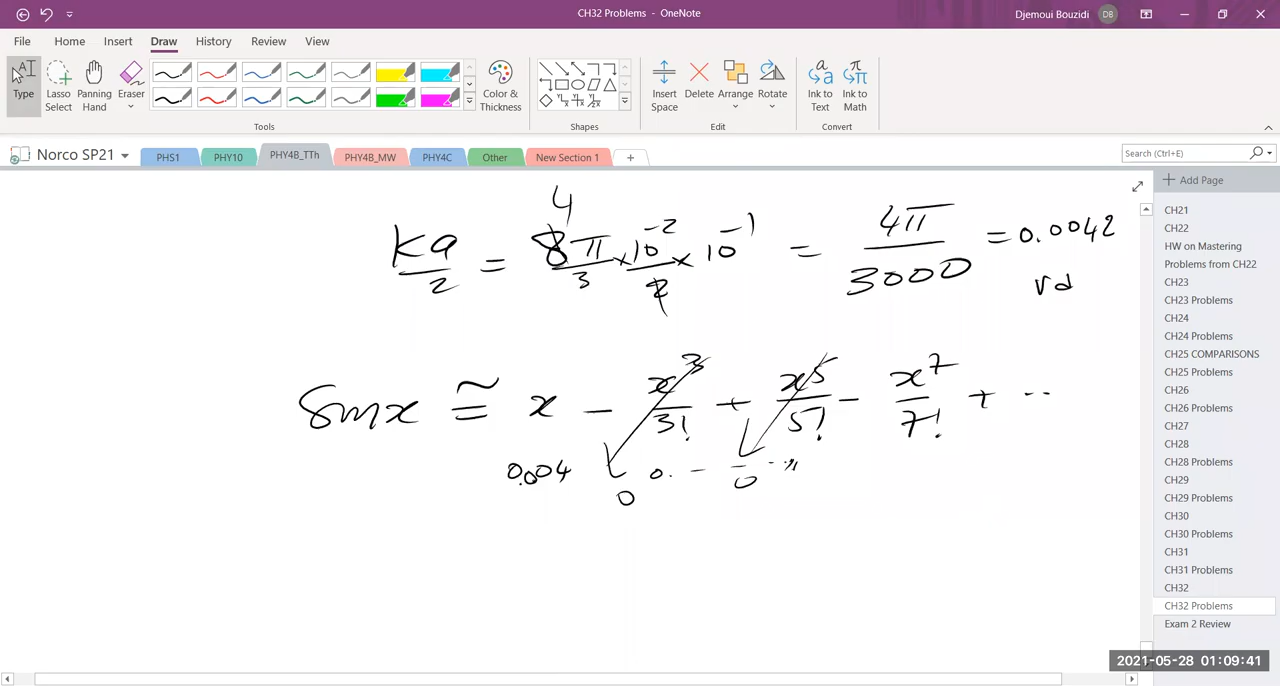 CH32 Problems - OneNote
Djemoui Bouzidi DB
File Home Insert Draw History Review View
Type Lasso Select Panning Hand Eraser Color & Thickness Insert Space Delete Arrange Rotate Ink to Text Ink to Math
Tools Shapes Edit Convert
Norco SP21 PHS1 PHY10 PHY4B_TTh PHY4B_MW PHY4C Other New Section 1 + Search (Ctrl+E)
Add Page
CH21
CH22
HW on Mastering
Problems from CH22
CH23
CH23 Problems
CH24
CH24 Problems
CH25 COMPARISONS
CH25 Problems
CH26
CH26 Problems
CH27
CH28
CH28 Problems
CH29
CH29 Problems
CH30
CH30 Problems
CH31
CH31 Problems
CH32
CH32 Problems
Exam 2 Review
4
ka/2 = 8π/3 × 10^-2/2 × 10^-1 = 4π/3000 = 0.0042
rd
sin x ≅ x - x^3/3! + x^5/5! - x^7/7! + ..
0.004 0 0. - - 0
2021-05-28 01:09:41